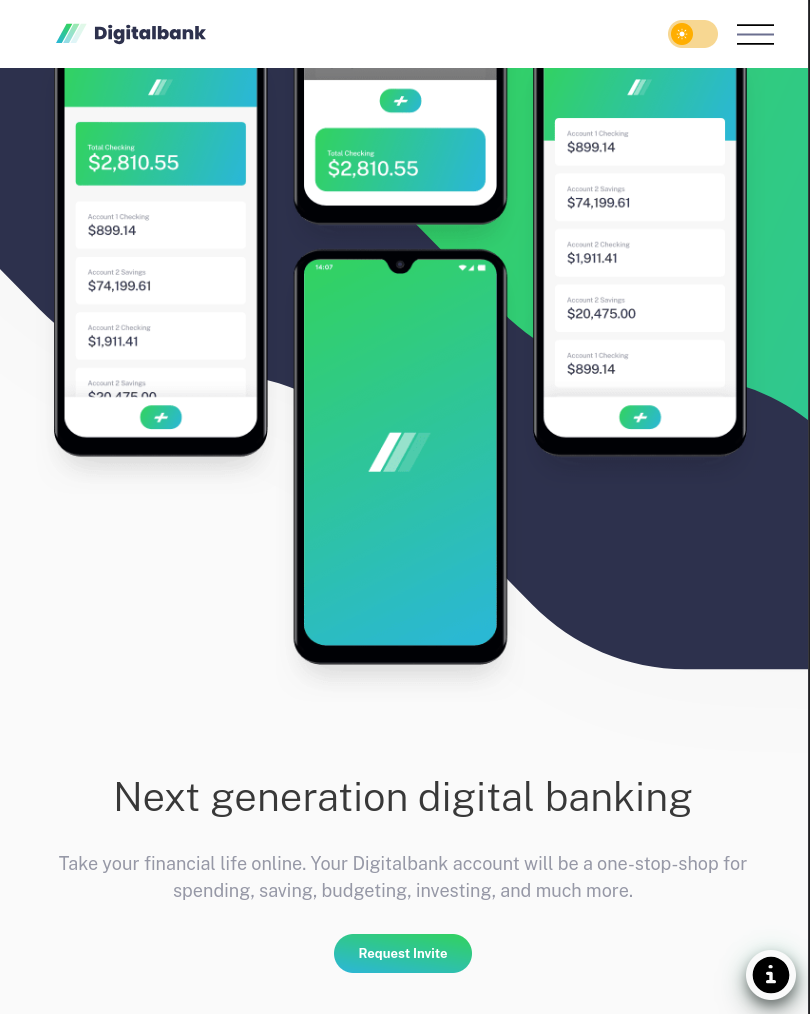 Digitalbank
Total Checking
$2,810.55
Account 1 Checking
$899.14
Account 2 Savings
$74,199.61
Account 2 Checking
$1,911.41
Account 2 Savings
$20,475.00
Total Checking
$2,810.55
14:07
Account 1 Checking
$899.14
Account 2 Savings
$74,199.61
Account 2 Checking
$1,911.41
Account 2 Savings
$20,475.00
Account 1 Checking
$899.14
Next generation digital banking
Take your financial life online. Your Digitalbank account will be a one-stop-shop for
spending, saving, budgeting, investing, and much more.
Request Invite